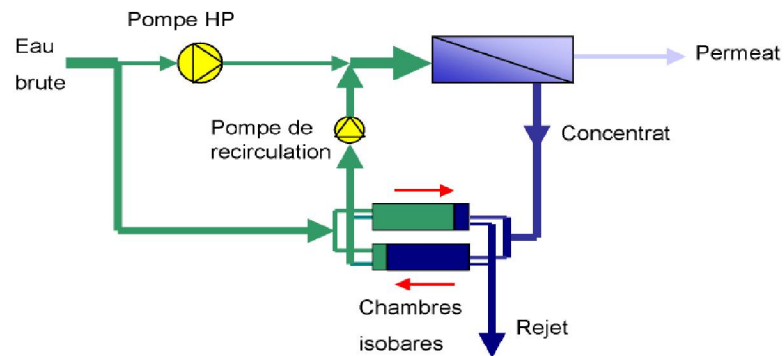 Pompe HP
Eau
brute
Permeat
Pompe de
recirculation
Concentrat
Chambres
isobares
Rejet